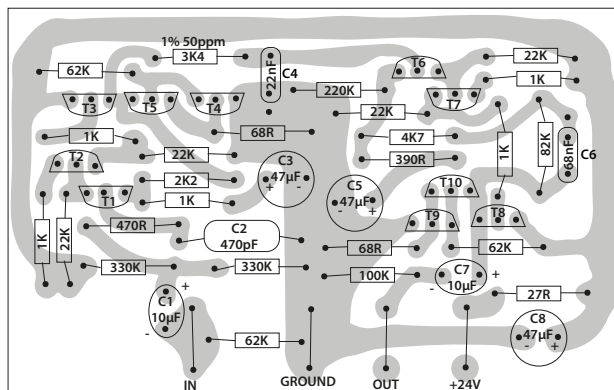 1% 50ppm
3K4
62K
22nF
C4
T6
22K
T3
T5
T4
220K
T7
1K
22K
1K
68R
4K7
1K
82K
68nF
C6
T2
22K
C3
47µF
+ -
390R
2K2
C5
47µF
- +
T10
T1
1K
T9
T8
1K
22K
470R
C2
470pF
68R
62K
330K
330K
100K
C7
10µF
- +
27R
C1
10µF
+
-
62K
C8
47µF
- +
IN
GROUND
OUT
+24V